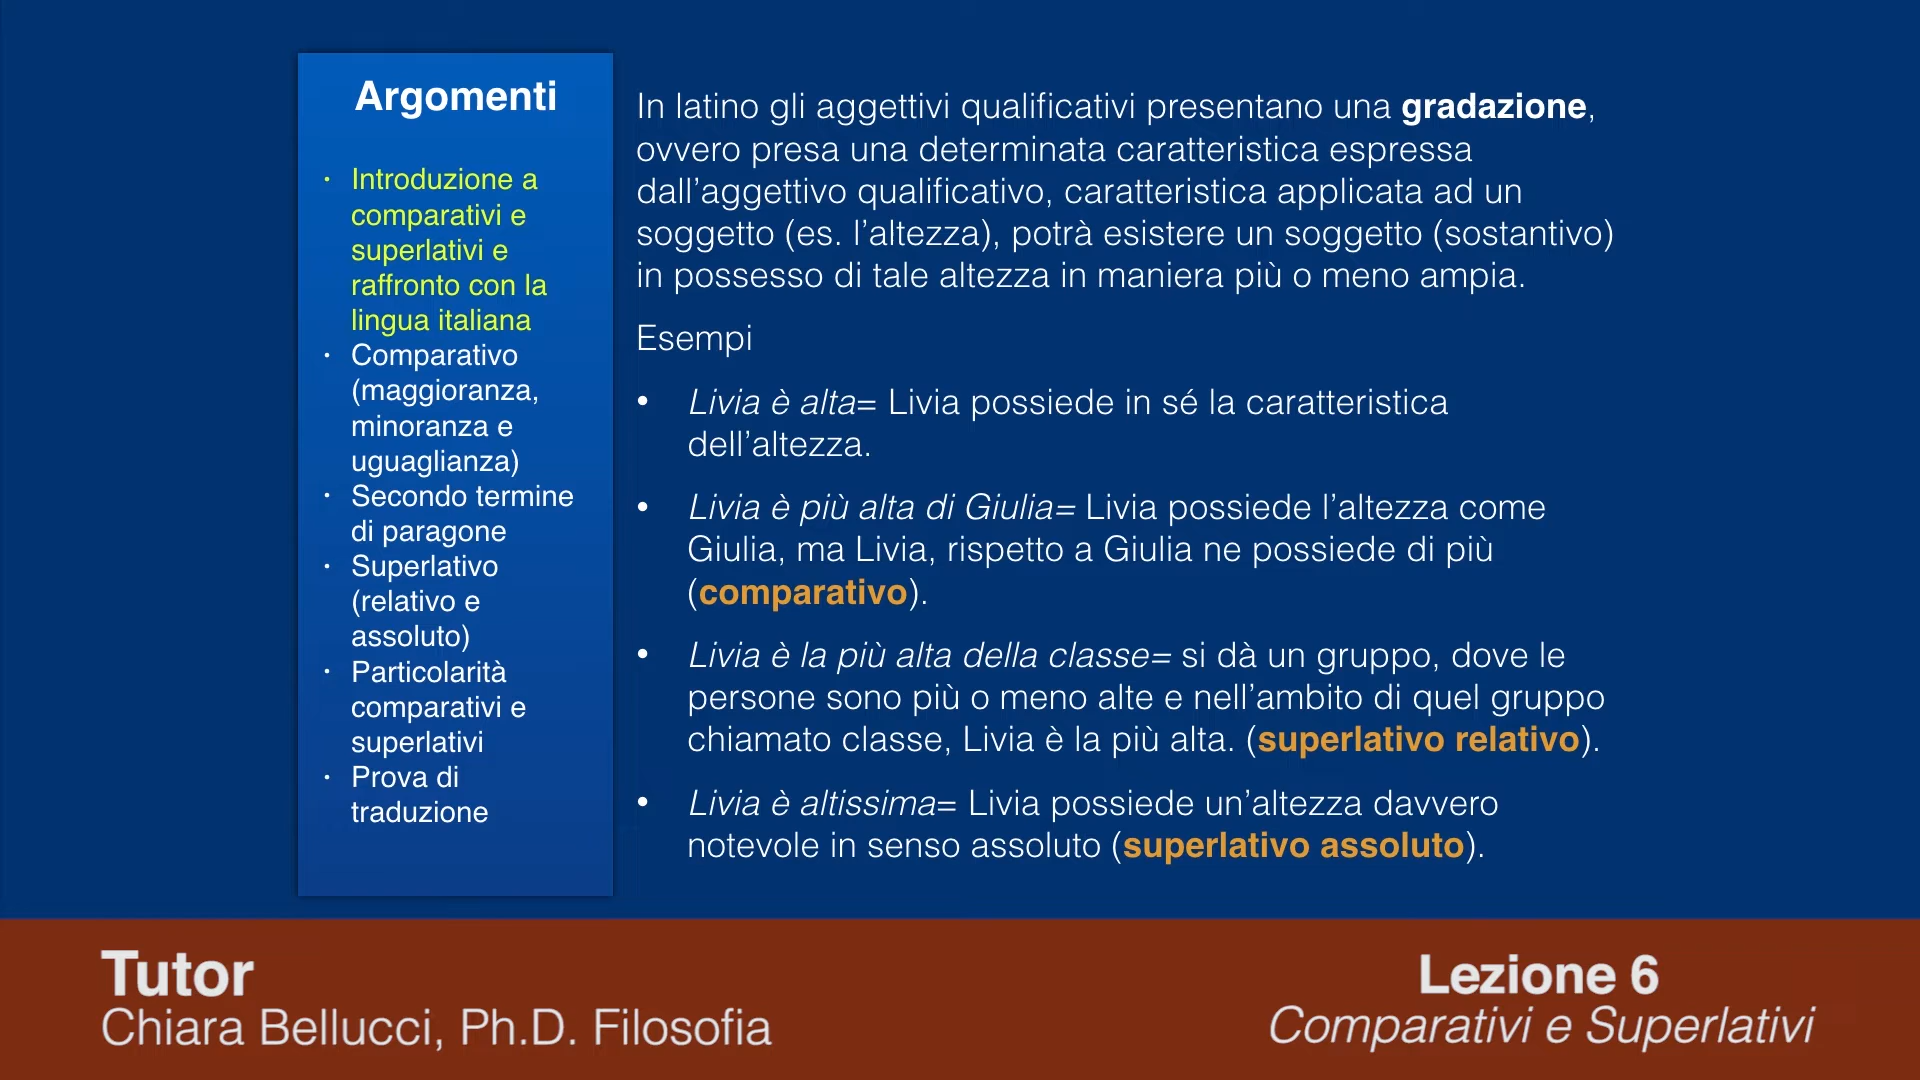 Argomenti
· Introduzione a
comparativi e
superlativi e
raffronto con la
lingua italiana
· Comparativo
(maggioranza,
minoranza e
uguaglianza)
· Secondo termine
di paragone
· Superlativo
(relativo e
assoluto)
· Particolarità
comparativi e
superlativi
· Prova di
traduzione
In latino gli aggettivi qualificativi presentano una gradazione,
ovvero presa una determinata caratteristica espressa
dall’aggettivo qualificativo, caratteristica applicata ad un
soggetto (es. l’altezza), potrà esistere un soggetto (sostantivo)
in possesso di tale altezza in maniera più o meno ampia.
Esempi
• Livia è alta= Livia possiede in sé la caratteristica
dell’altezza.
• Livia è più alta di Giulia= Livia possiede l’altezza come
Giulia, ma Livia, rispetto a Giulia ne possiede di più
(comparativo).
• Livia è la più alta della classe= si dà un gruppo, dove le
persone sono più o meno alte e nell’ambito di quel gruppo
chiamato classe, Livia è la più alta. (superlativo relativo).
• Livia è altissima= Livia possiede un’altezza davvero
notevole in senso assoluto (superlativo assoluto).
Tutor
Chiara Bellucci, Ph.D. Filosofia
Lezione 6
Comparativi e Superlativi